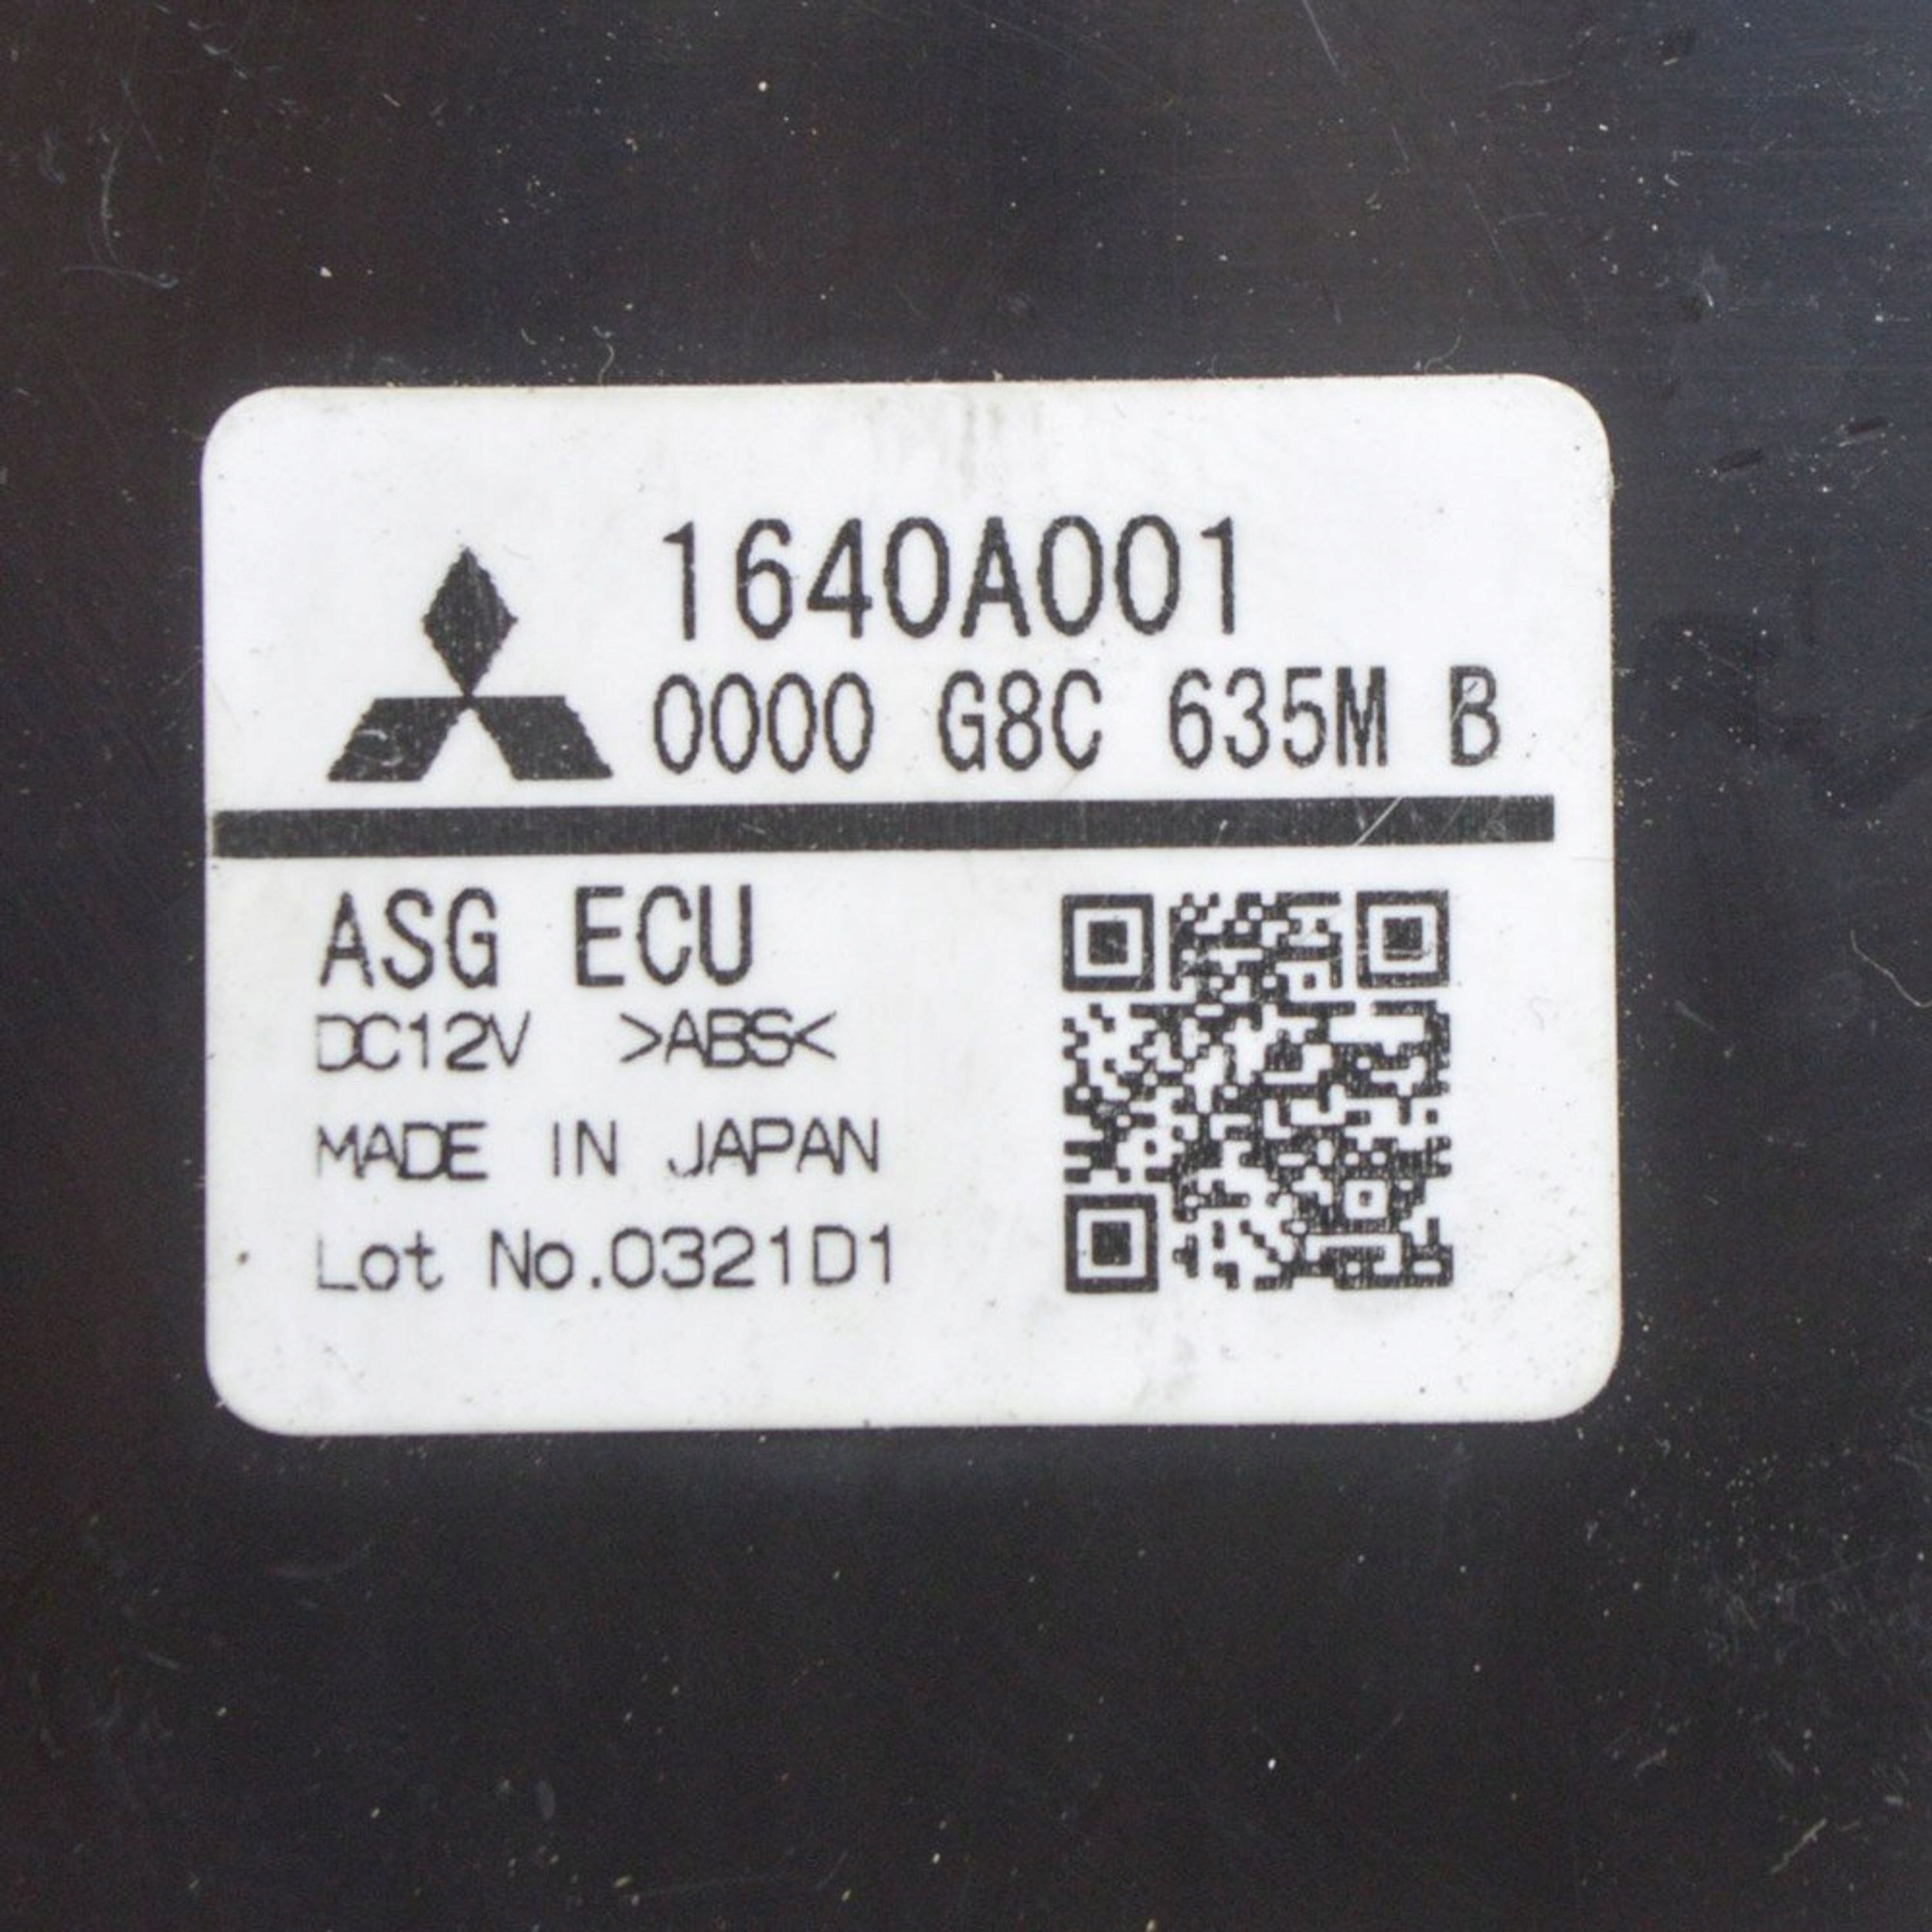 1640A001
0000 G8C 635M B
ASG ECU
DC12V >ABS<
MADE IN JAPAN
Lot No.0321D1